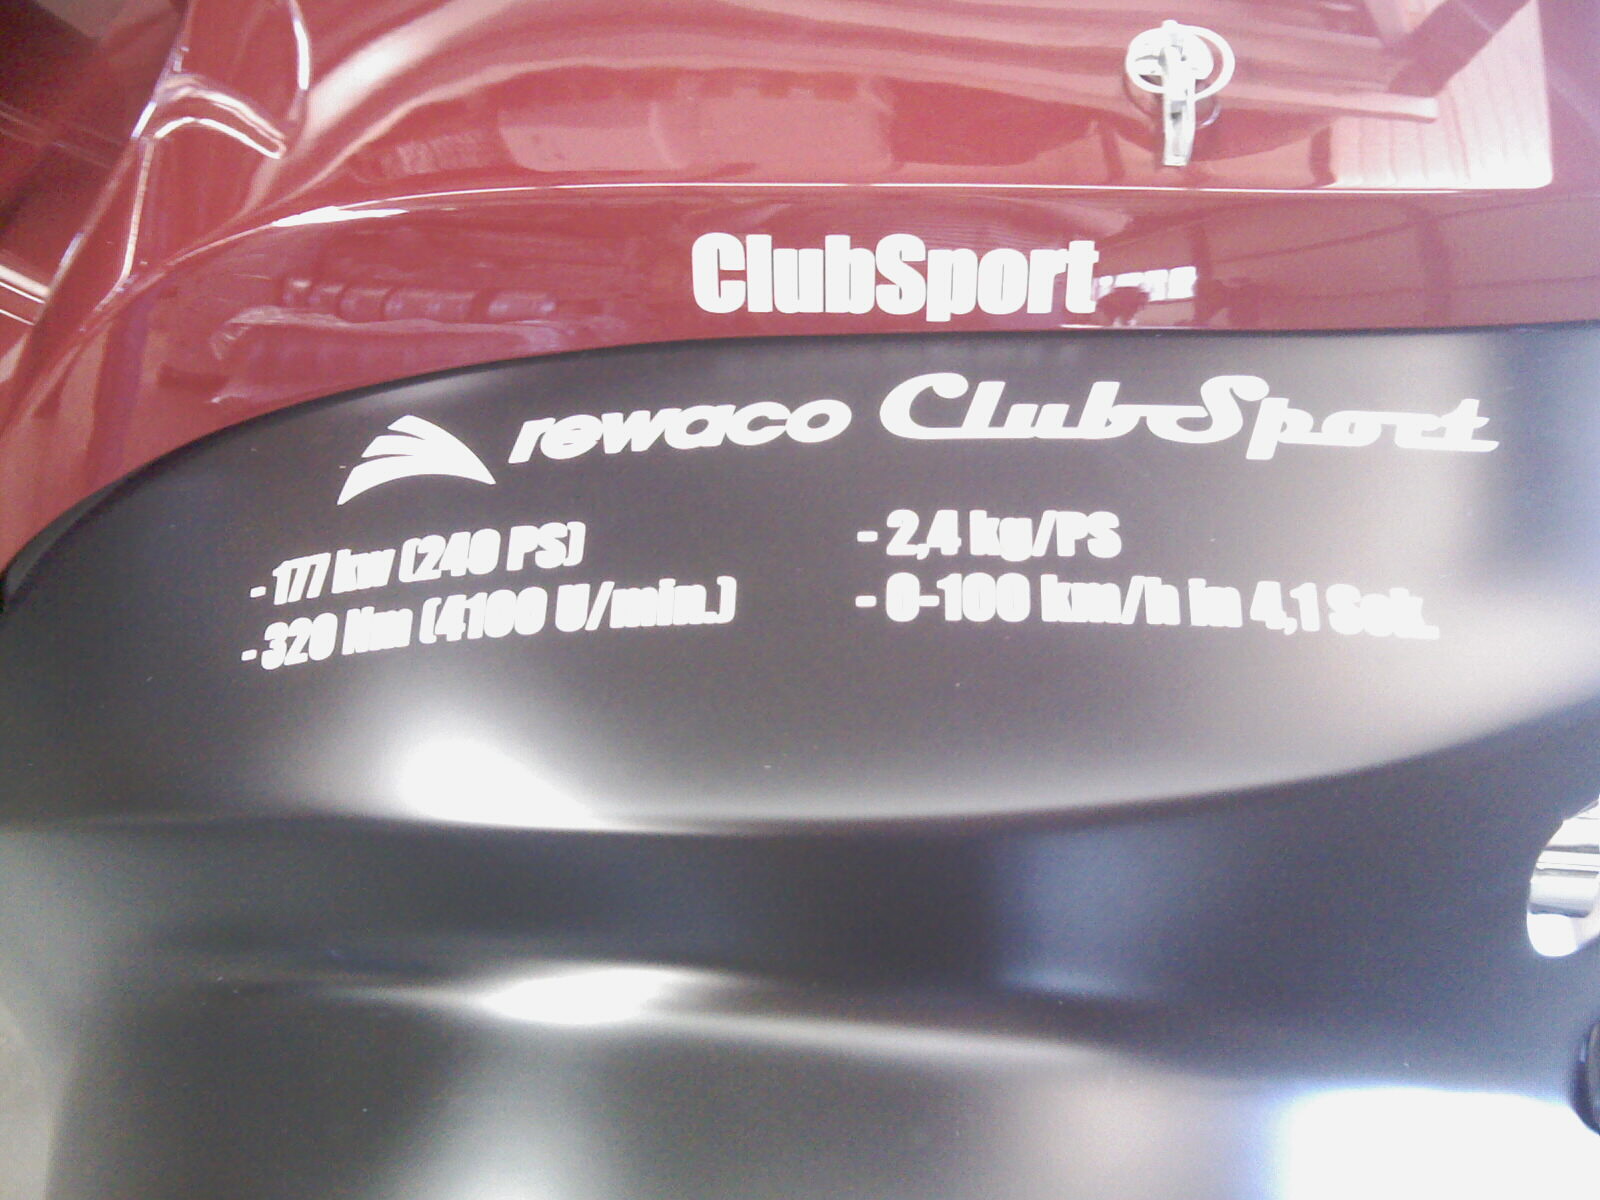 ClubSport
rewaco ClubSport
- 177 kw (240 PS)
- 320 Nm (4100 U/min.)
- 2,4 kg/PS
- 0-100 km/h in 4,1 Sek.